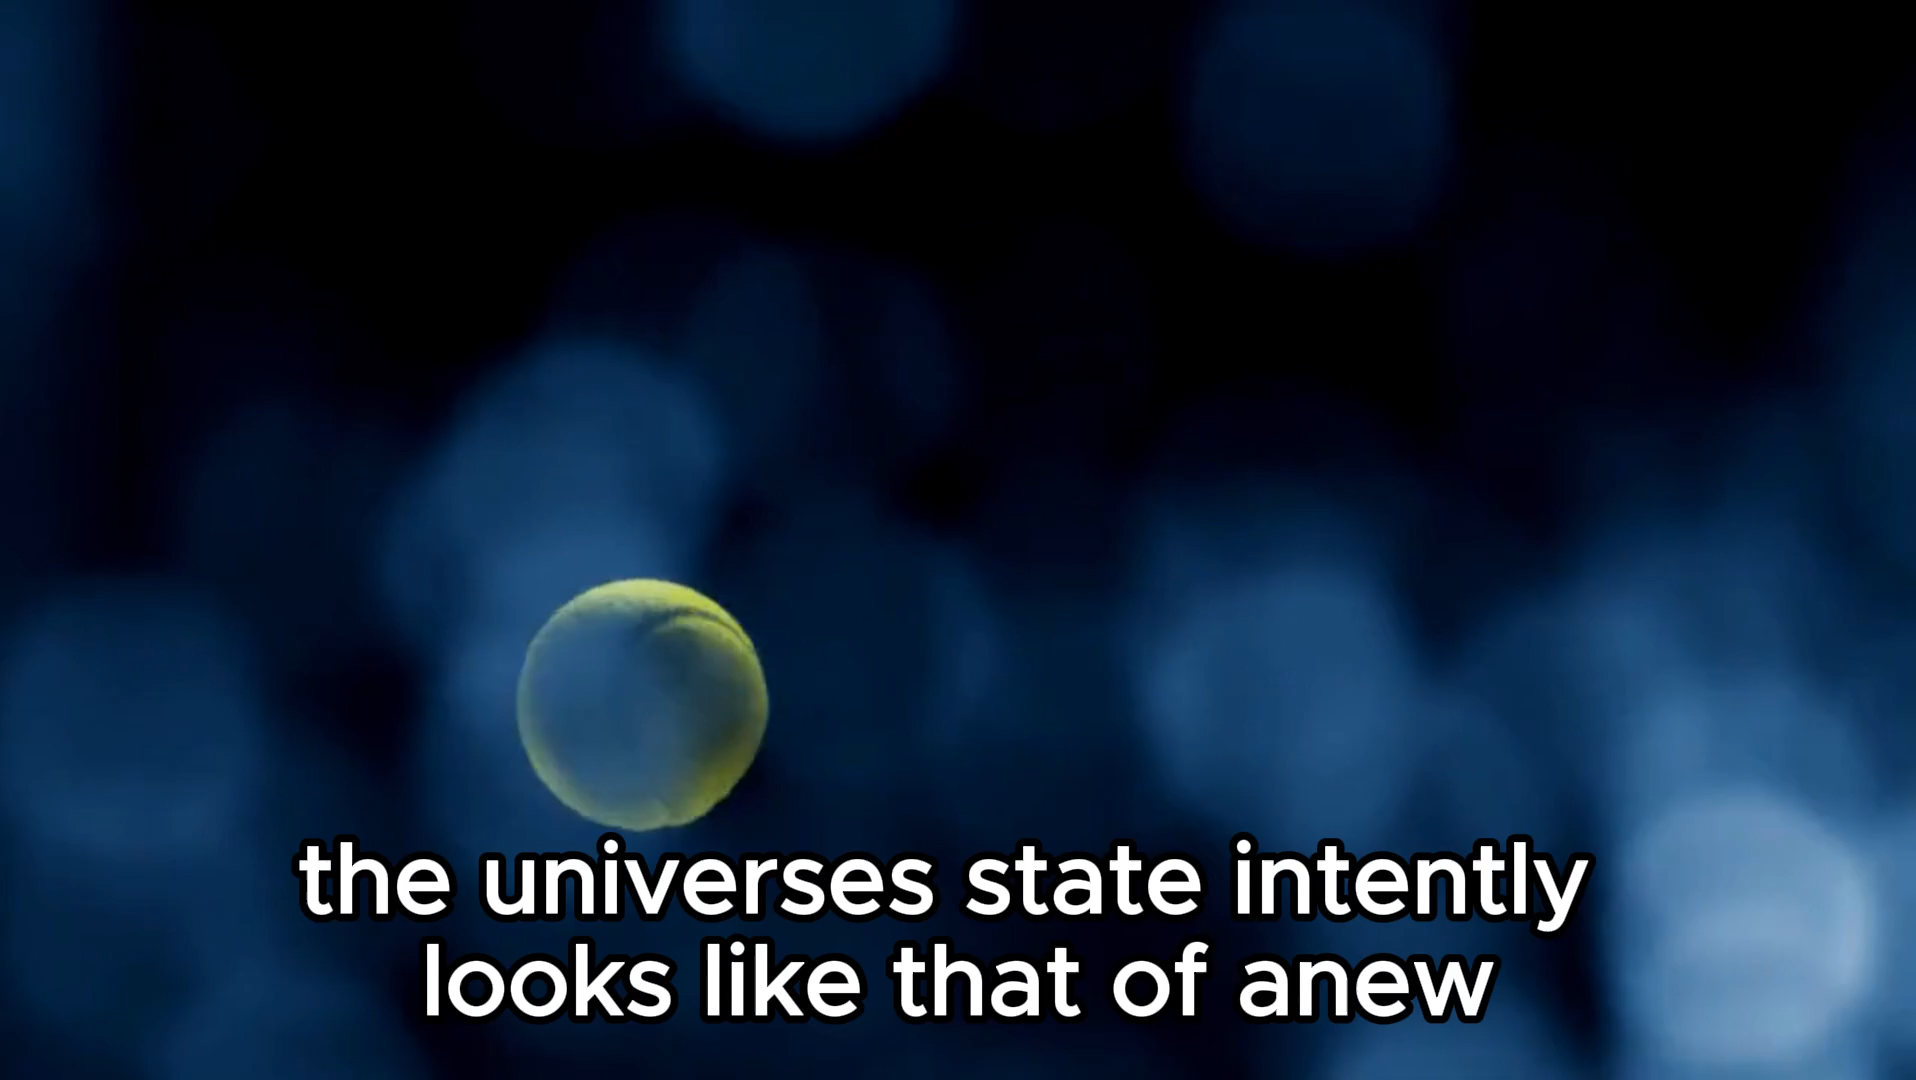 the universes state intently
looks like that of anew